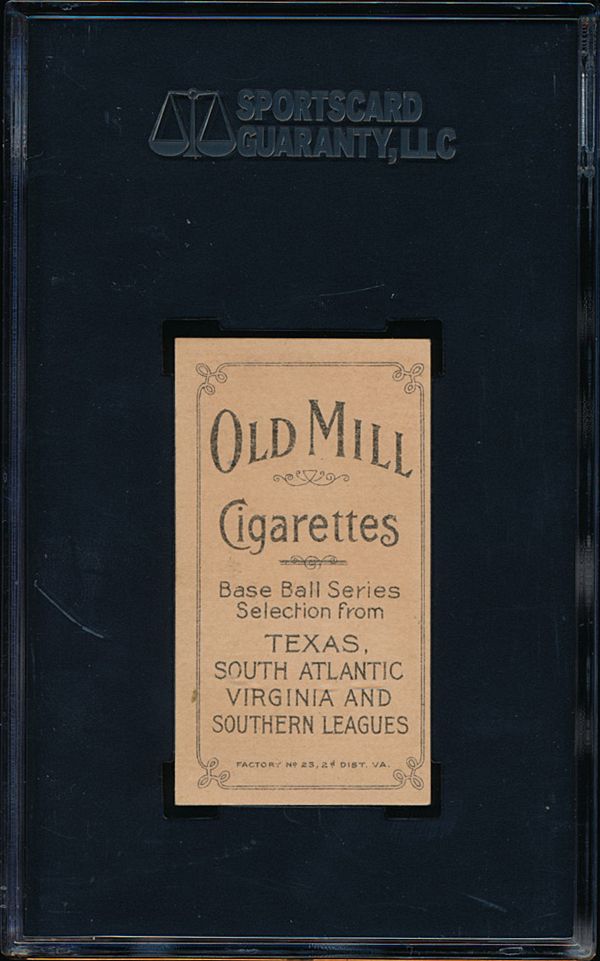 SPORTSCARD
GUARANTY, LLC
OLD MILL
Cigarettes
Base Ball Series
Selection from
TEXAS,
SOUTH ATLANTIC
VIRGINIA AND
SOUTHERN LEAGUES
FACTORY Nº 23, 2d DIST. VA.